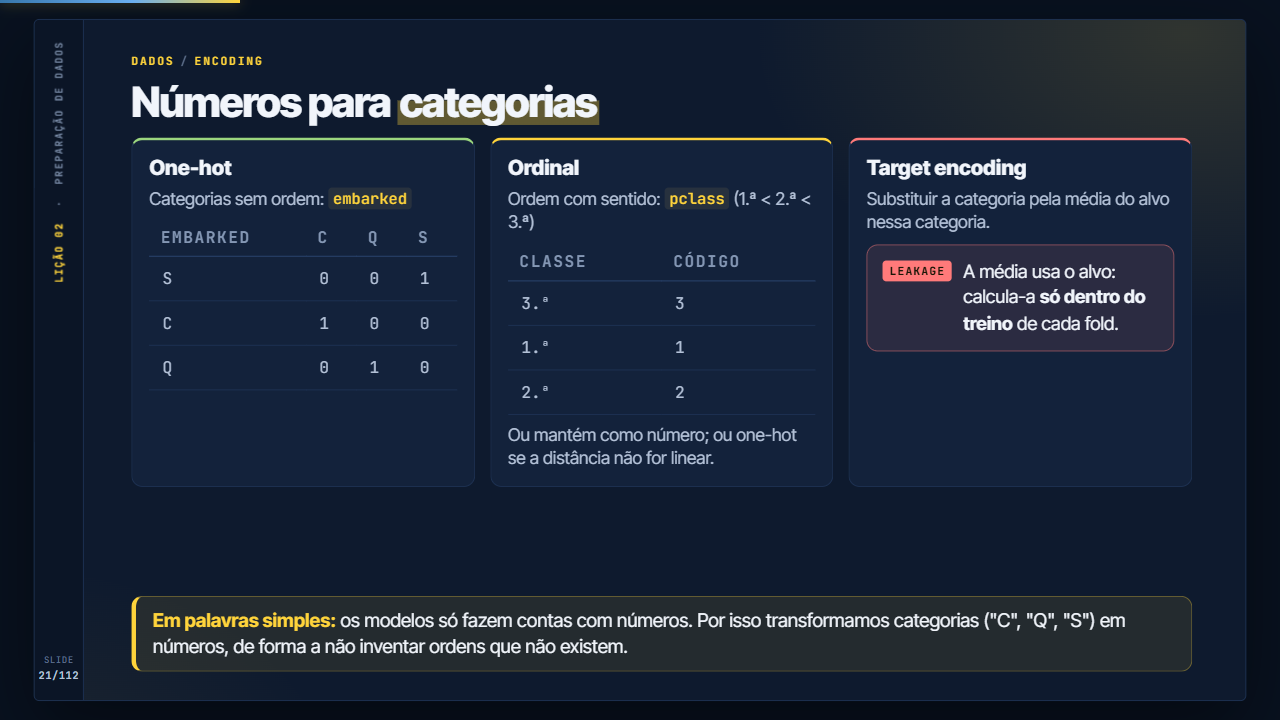 LIÇÃO 02 · PREPARAÇÃO DE DADOS
DADOS / ENCODING
Números para categorias
One-hot
Categorias sem ordem: embarked
EMBARKED C Q S
S 0 0 1
C 1 0 0
Q 0 1 0
Ordinal
Ordem com sentido: pclass (1.ª < 2.ª <
3.ª)
CLASSE CÓDIGO
3.ª 3
1.ª 1
2.ª 2
Ou mantém como número; ou one-hot
se a distância não for linear.
Target encoding
Substituir a categoria pela média do alvo
nessa categoria.
LEAKAGE A média usa o alvo:
calcula-a só dentro do
treino de cada fold.
Em palavras simples: os modelos só fazem contas com números. Por isso transformamos categorias ("C", "Q", "S") em
números, de forma a não inventar ordens que não existem.
SLIDE
21/112